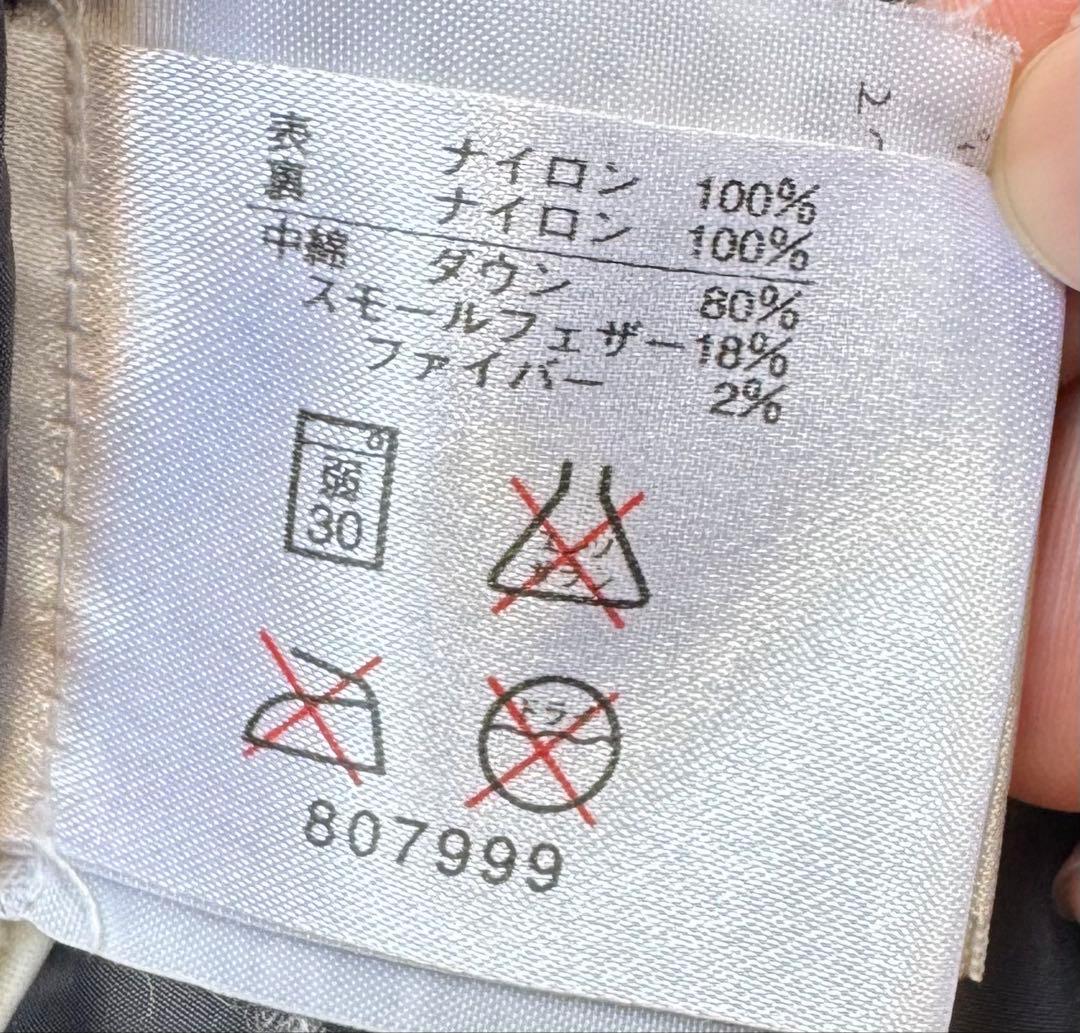 表 ナイロン 100%
裏 ナイロン 100%
中綿 ダウン 80%
スモールフェザー 18%
ファイバー 2%
弱
30
ドライ
807999